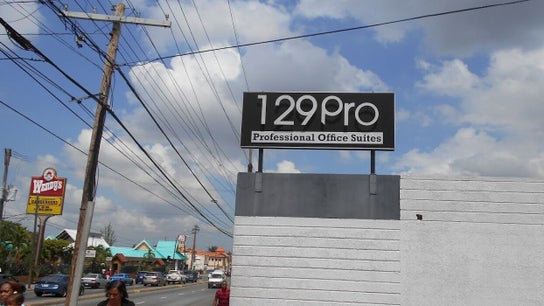 129Pro
Professional Office Suites
WENDY'S